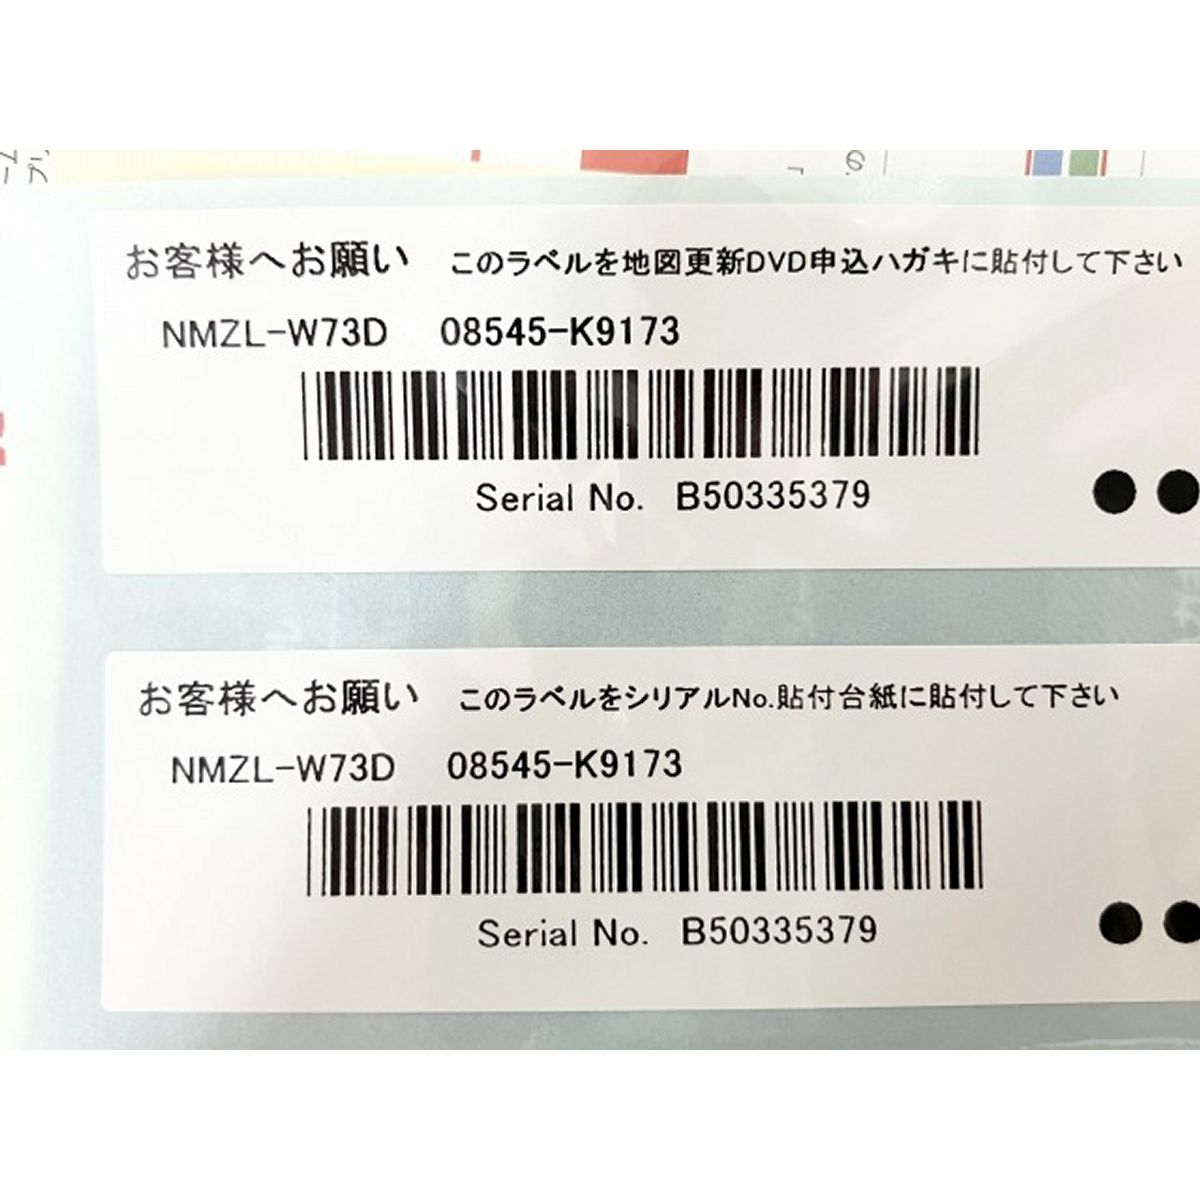 お客様へお願い このラベルを地図更新DVD申込ハガキに貼付して下さい
NMZL-W73D 08545-K9173
Serial No. B50335379
お客様へお願い このラベルをシリアルNo.貼付台紙に貼付して下さい
NMZL-W73D 08545-K9173
Serial No. B50335379